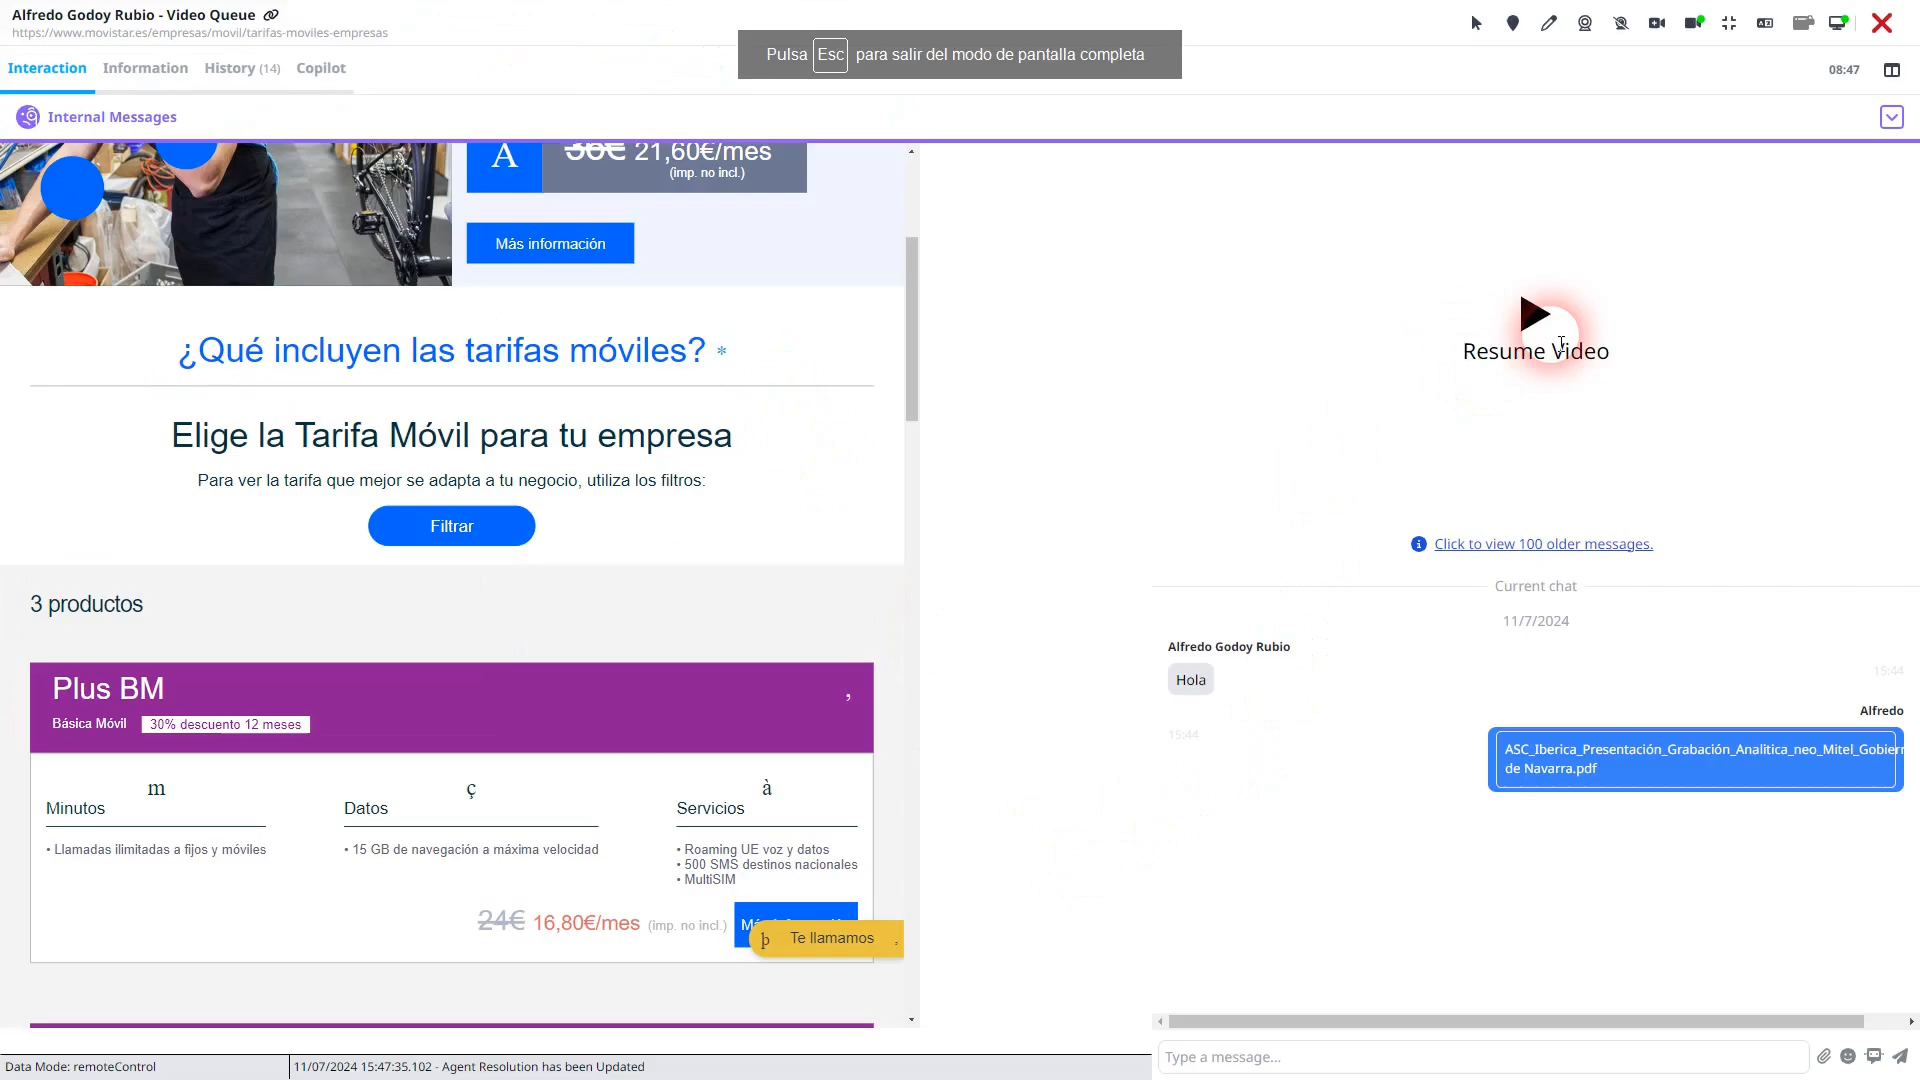 Alfredo Godoy Rubio - Video Queue
https://www.movistar.es/empresas/movil/tarifas-moviles-empresas
Pulsa Esc para salir del modo de pantalla completa
Interaction Information History (14) Copilot
08:47
Internal Messages
A 36€ 21,60€/mes
(imp. no incl.)
Más información
¿Qué incluyen las tarifas móviles? *
Elige la Tarifa Móvil para tu empresa
Para ver la tarifa que mejor se adapta a tu negocio, utiliza los filtros:
Filtrar
3 productos
Plus BM ,
Básica Móvil 30% descuento 12 meses
m ç à
Minutos Datos Servicios
• Llamadas ilimitadas a fijos y móviles
• 15 GB de navegación a máxima velocidad
• Roaming UE voz y datos
• 500 SMS destinos nacionales
• MultiSIM
24€ 16,80€/mes (imp. no incl.)
þ Te llamamos ,
Resume Video
Click to view 100 older messages.
Current chat
11/7/2024
Alfredo Godoy Rubio
15:44
Hola
Alfredo
15:44
ASC_Iberica_Presentación_Grabación_Analitica_neo_Mitel_Gobier
de Navarra.pdf
Type a message...
Data Mode: remoteControl
11/07/2024 15:47:35.102 - Agent Resolution has been Updated